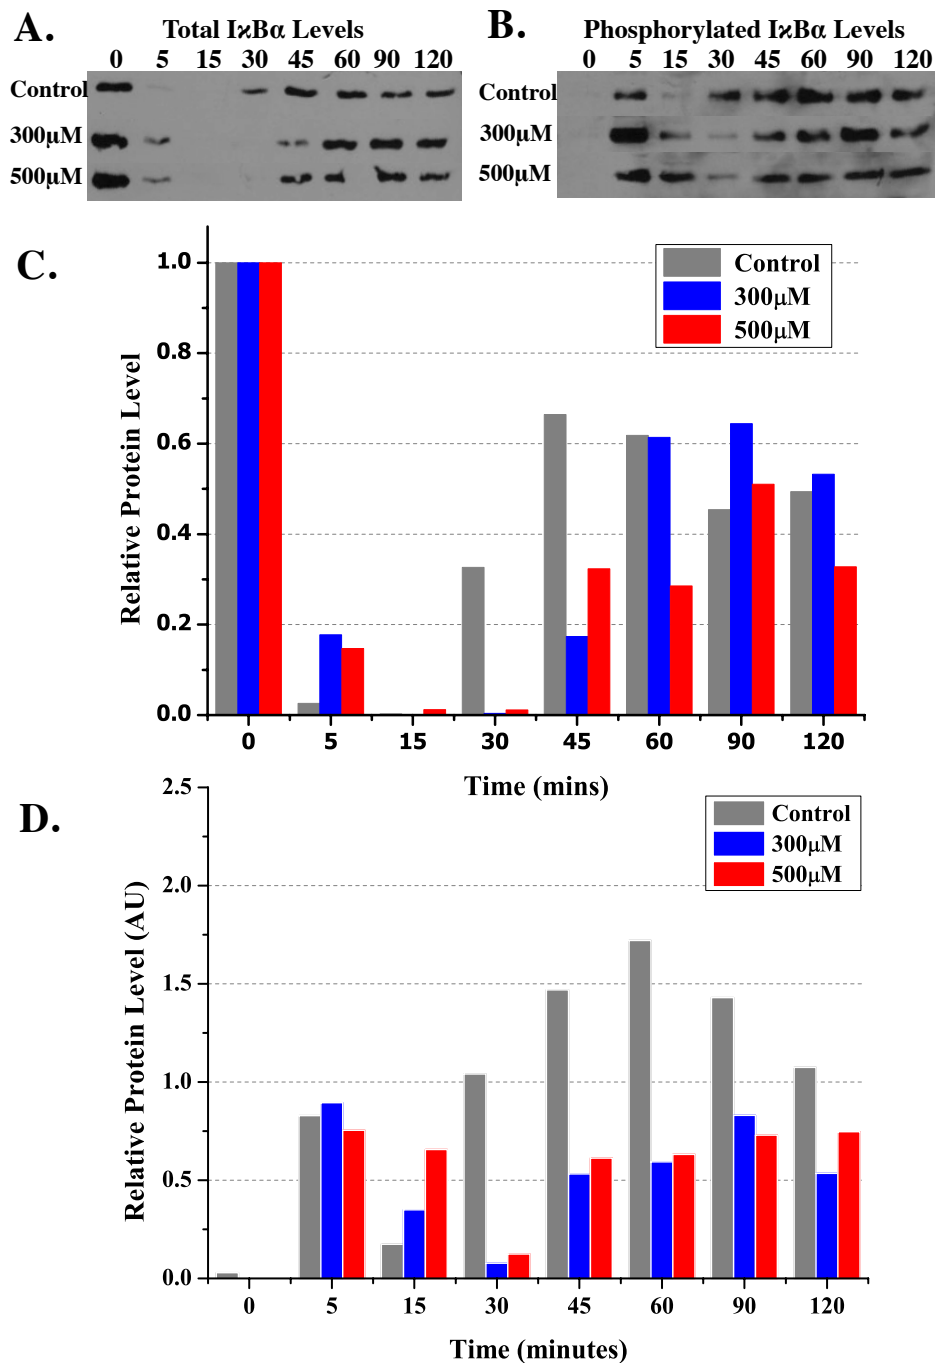 A.
Total IϰBα Levels
0 5 15 30 45 60 90 120
Control
300μM
500μM
B.
Phosphorylated IϰBα Levels
0 5 15 30 45 60 90 120
Control
300μM
500μM
C.
Relative Protein Level
1.0
0.8
0.6
0.4
0.2
0.0
Control
300μM
500μM
0 5 15 30 45 60 90 120
Time (mins)
D.
Relative Protein Level (AU)
2.5
2.0
1.5
1.0
0.5
0.0
Control
300μM
500μM
0 5 15 30 45 60 90 120
Time (minutes)